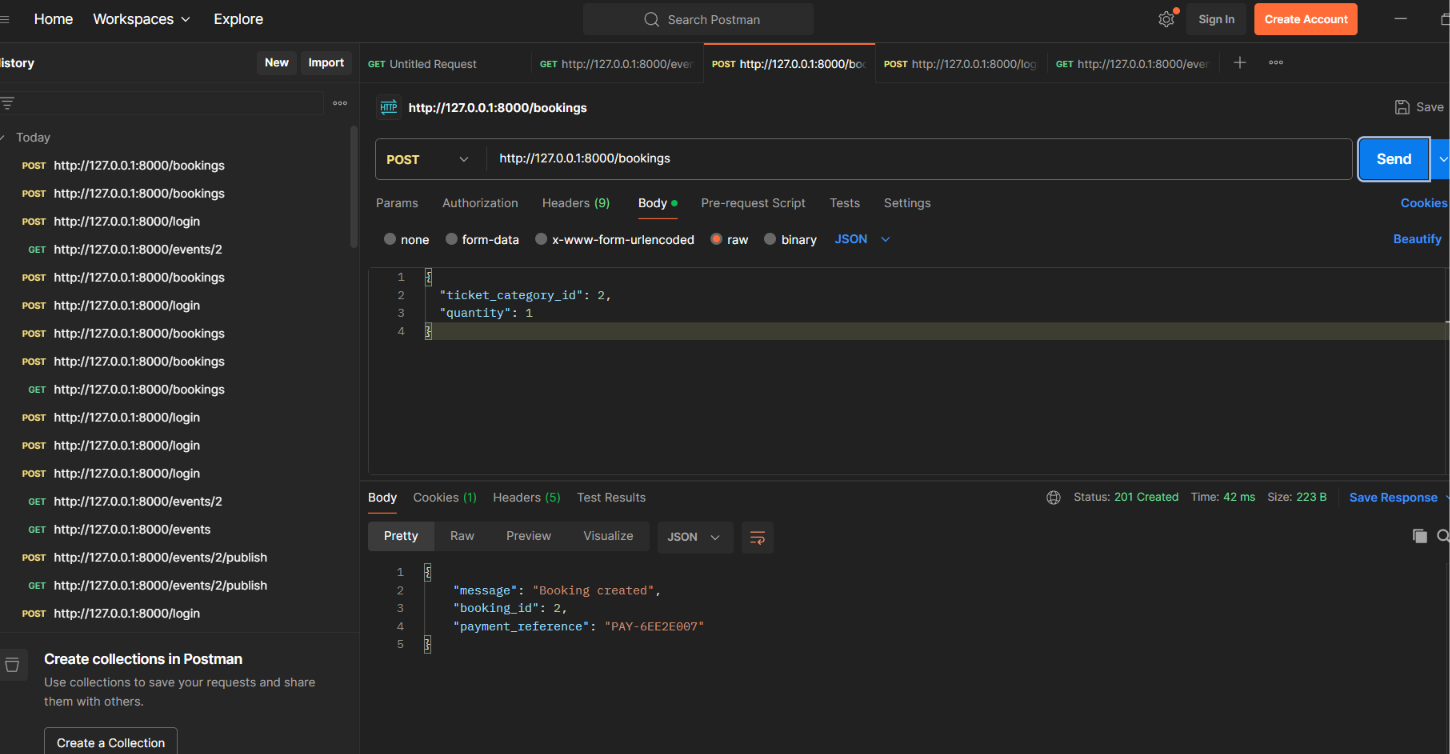 Home Workspaces Explore Search Postman Sign In Create Account
istory New Import
GET Untitled Request GET http://127.0.0.1:8000/ever POST http://127.0.0.1:8000/boo POST http://127.0.0.1:8000/log GET http://127.0.0.1:8000/ever
HTTP http://127.0.0.1:8000/bookings Save
Today
POST http://127.0.0.1:8000/bookings
POST http://127.0.0.1:8000/bookings
POST http://127.0.0.1:8000/login
GET http://127.0.0.1:8000/events/2
POST http://127.0.0.1:8000/bookings
POST http://127.0.0.1:8000/login
POST http://127.0.0.1:8000/bookings
POST http://127.0.0.1:8000/bookings
GET http://127.0.0.1:8000/bookings
POST http://127.0.0.1:8000/login
POST http://127.0.0.1:8000/login
POST http://127.0.0.1:8000/login
GET http://127.0.0.1:8000/events/2
GET http://127.0.0.1:8000/events
POST http://127.0.0.1:8000/events/2/publish
GET http://127.0.0.1:8000/events/2/publish
POST http://127.0.0.1:8000/login
Create collections in Postman
Use collections to save your requests and share
them with others.
Create a Collection
POST http://127.0.0.1:8000/bookings Send
Params Authorization Headers (9) Body Pre-request Script Tests Settings Cookies
none form-data x-www-form-urlencoded raw binary JSON Beautify
1 {
2 "ticket_category_id": 2,
3 "quantity": 1
4 }
Body Cookies (1) Headers (5) Test Results Status: 201 Created Time: 42 ms Size: 223 B Save Response
Pretty Raw Preview Visualize JSON
1 {
2 "message": "Booking created",
3 "booking_id": 2,
4 "payment_reference": "PAY-6EE2E007"
5 }